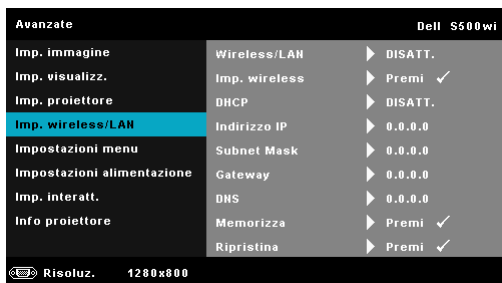 Avanzate Dell S500wi
Imp. immagine
Imp. visualizz.
Imp. proiettore
Imp. wireless/LAN
Impostazioni menu
Impostazioni alimentazione
Imp. interatt.
Info proiettore
Wireless/LAN DISATT.
Imp. wireless Premi ✓
DHCP DISATT.
Indirizzo IP 0.0.0.0
Subnet Mask 0.0.0.0
Gateway 0.0.0.0
DNS 0.0.0.0
Memorizza Premi ✓
Ripristina Premi ✓
Risoluz. 1280x800